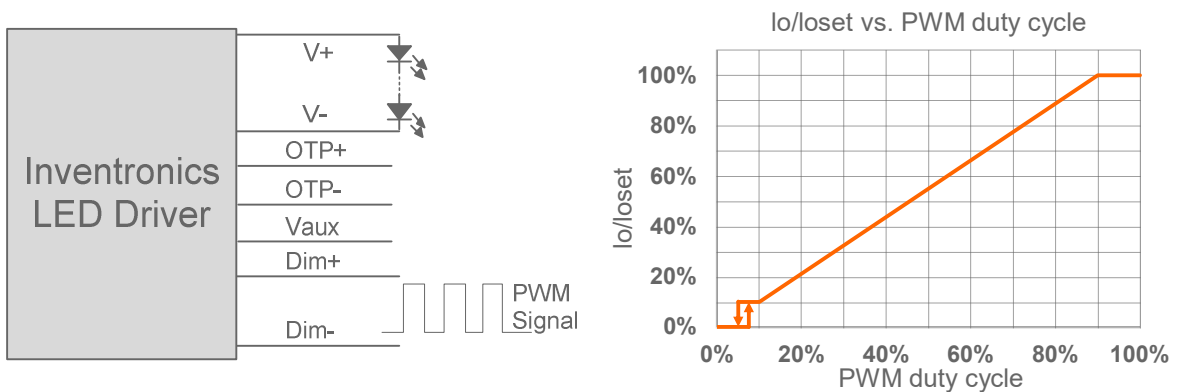 Inventronics
LED Driver
V+
V-
OTP+
OTP-
Vaux
Dim+
Dim-
PWM
Signal
Io/Ioset vs. PWM duty cycle
Io/Ioset
100%
80%
60%
40%
20%
0%
0%
20%
40%
60%
80%
100%
PWM duty cycle